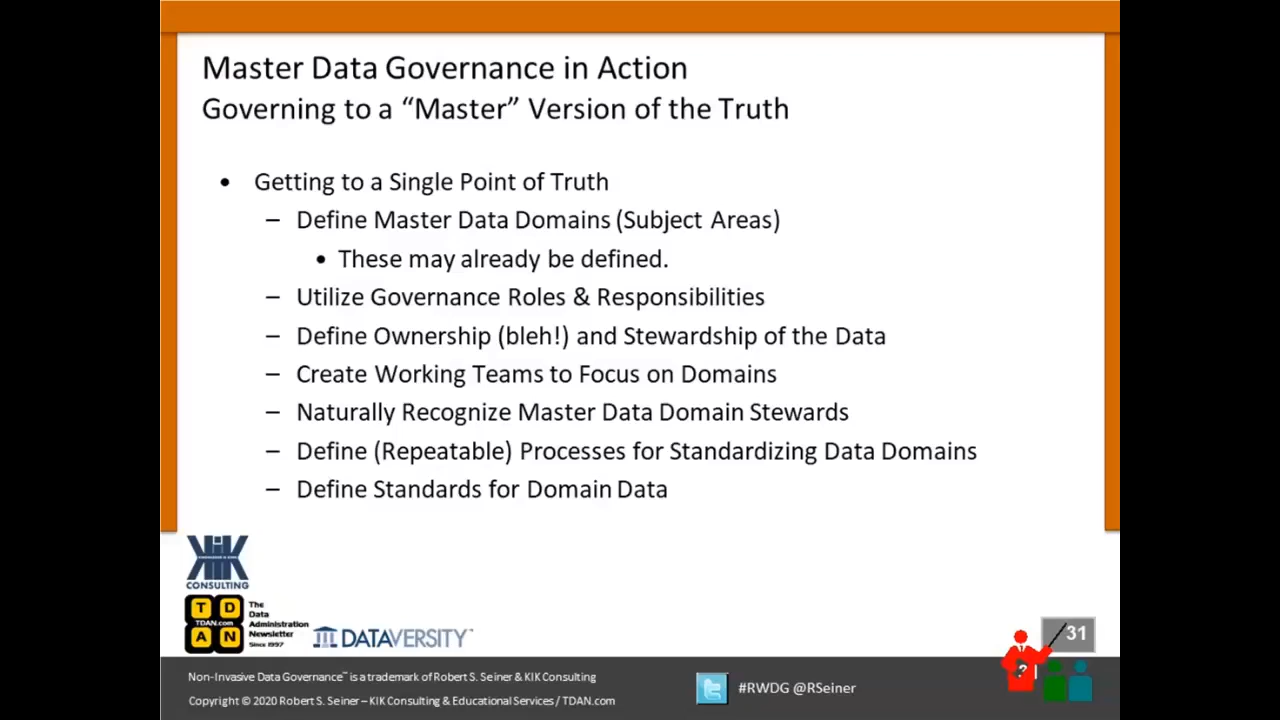 Master Data Governance in Action
Governing to a “Master” Version of the Truth
• Getting to a Single Point of Truth
– Define Master Data Domains (Subject Areas)
• These may already be defined.
– Utilize Governance Roles & Responsibilities
– Define Ownership (bleh!) and Stewardship of the Data
– Create Working Teams to Focus on Domains
– Naturally Recognize Master Data Domain Stewards
– Define (Repeatable) Processes for Standardizing Data Domains
– Define Standards for Domain Data
KIK
CONSULTING
T D
TDAN.com
A N
The
Data
Administration
Newsletter
Since 1997
DATAVERSITY™
31
Non-Invasive Data Governance™ is a trademark of Robert S. Seiner & KIK Consulting
Copyright © 2020 Robert S. Seiner – KIK Consulting & Educational Services / TDAN.com
#RWDG @RSeiner